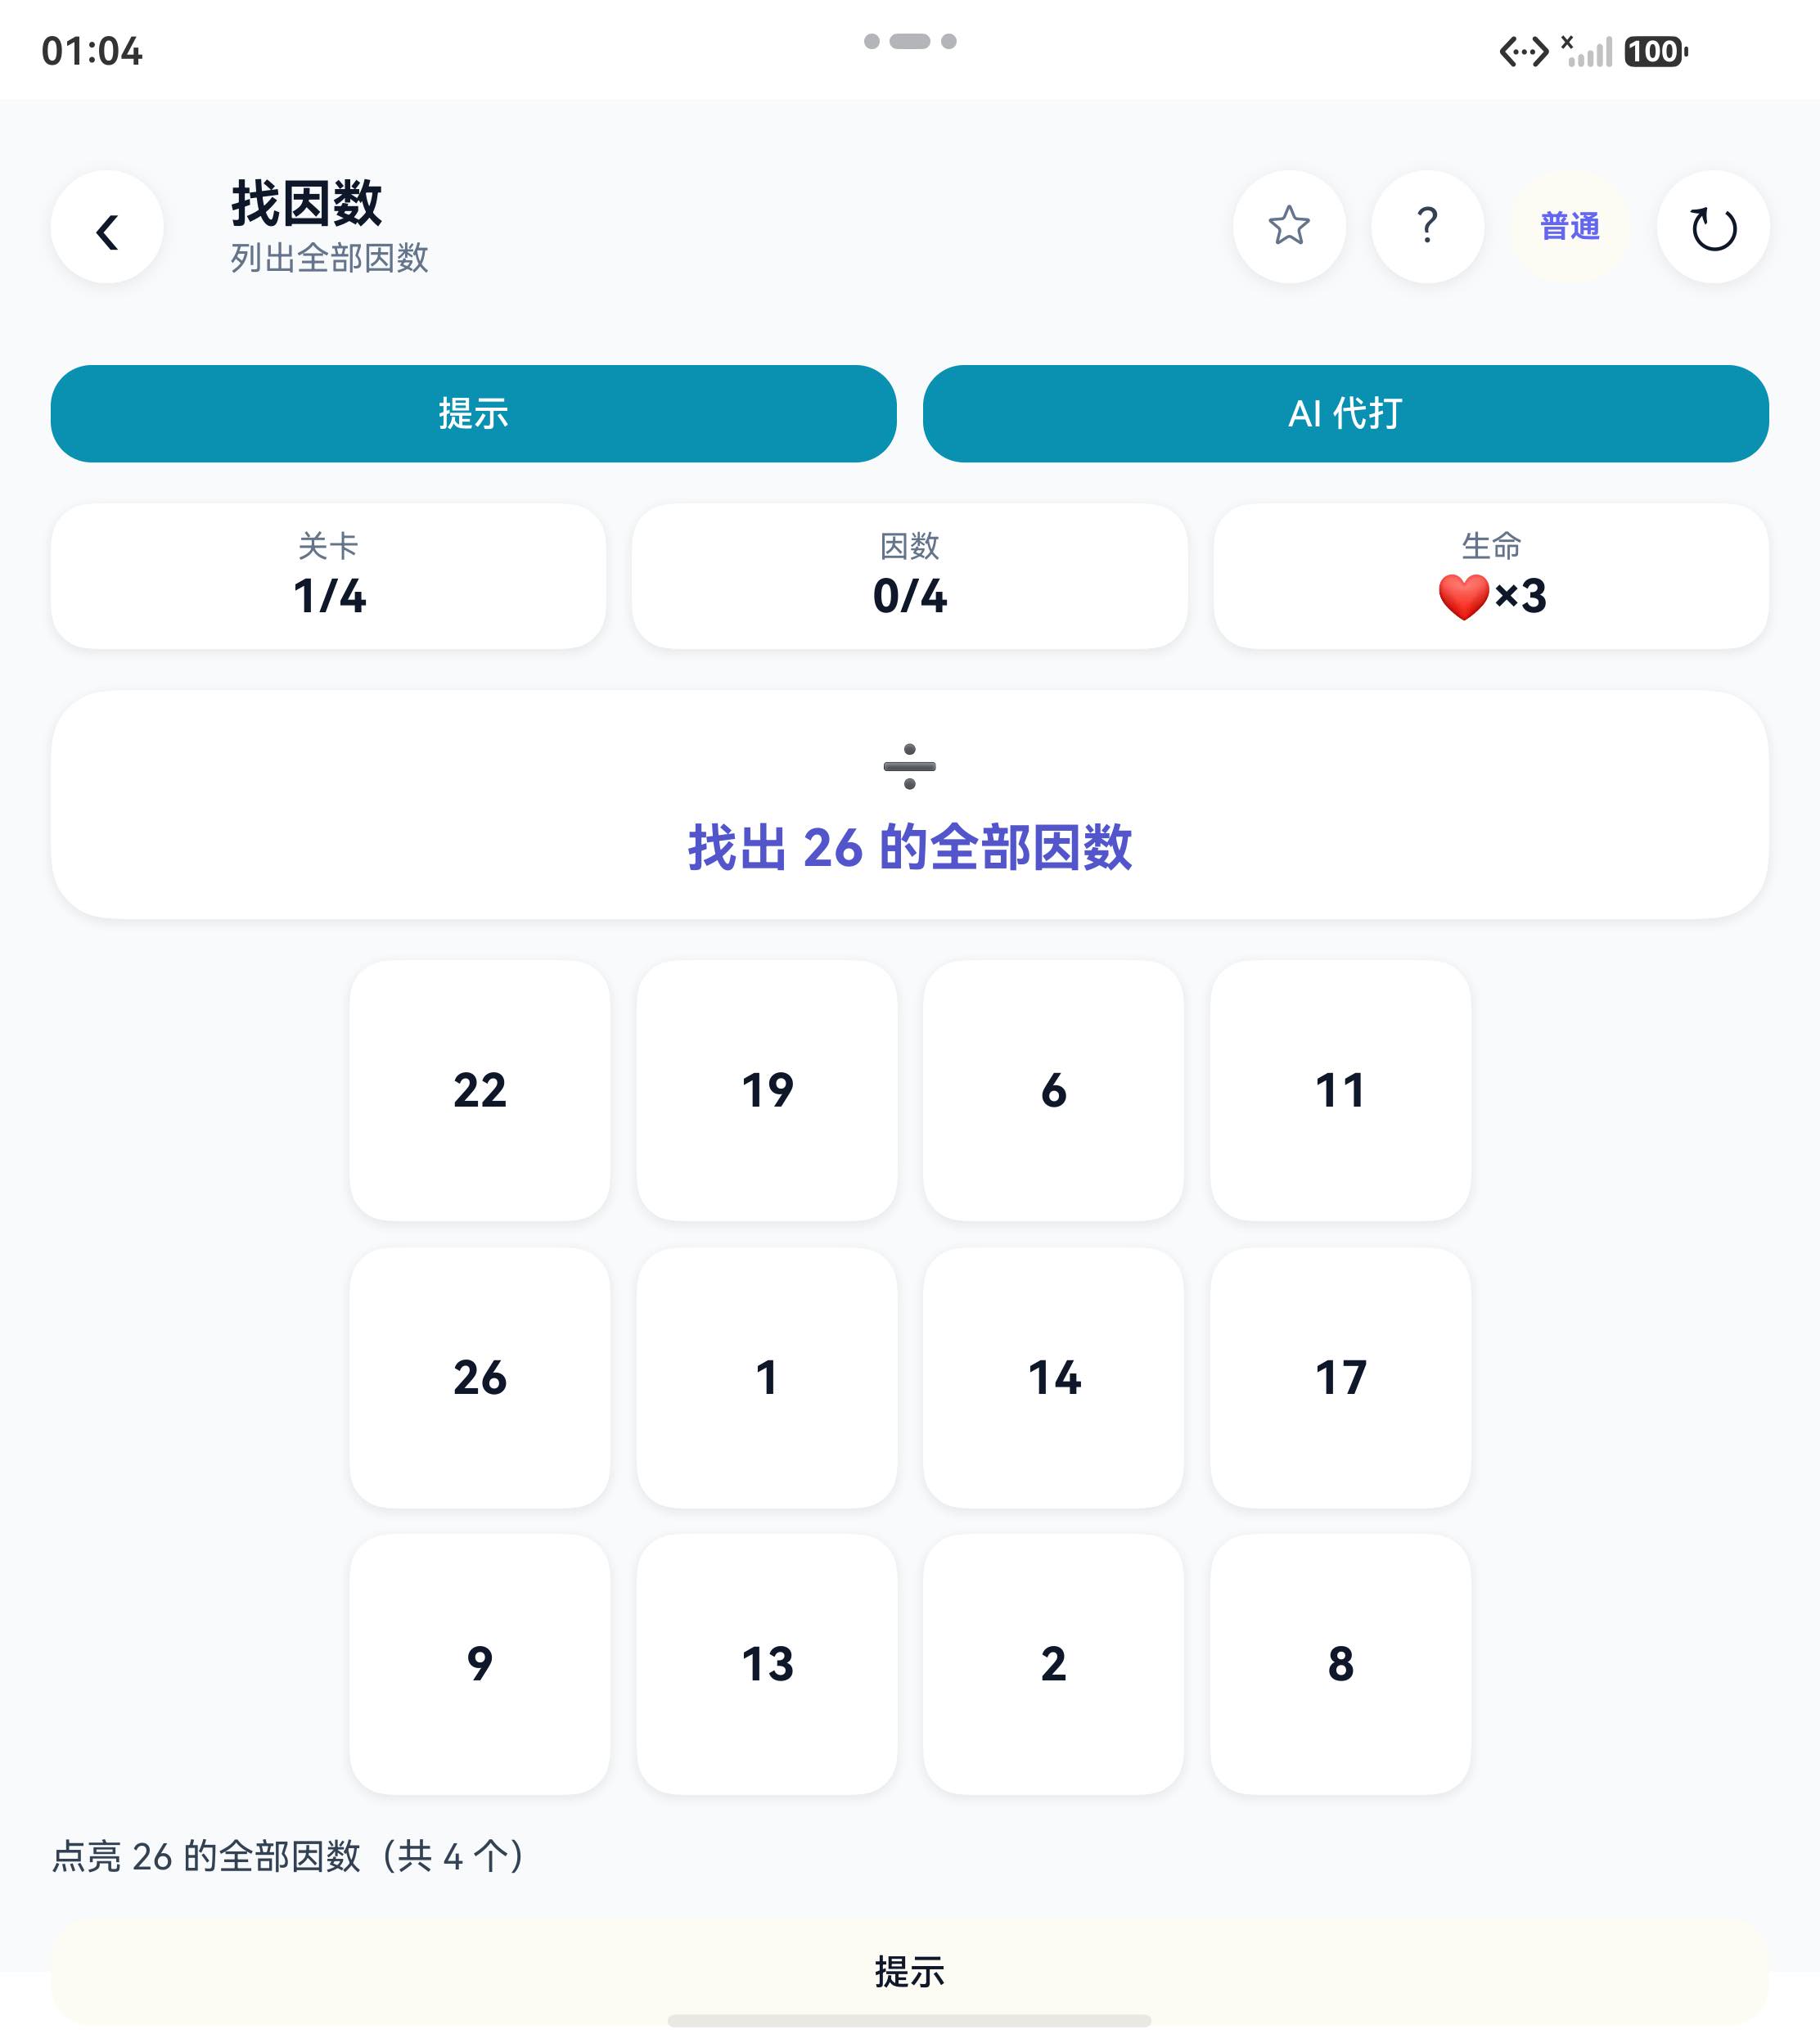 01:04
100
找因数
列出全部因数
?
普通
提示
AI 代打
关卡
1/4
因数
0/4
生命
❤️×3
÷
找出 26 的全部因数
22
19
6
11
26
1
14
17
9
13
2
8
点亮 26 的全部因数（共 4 个）
提示